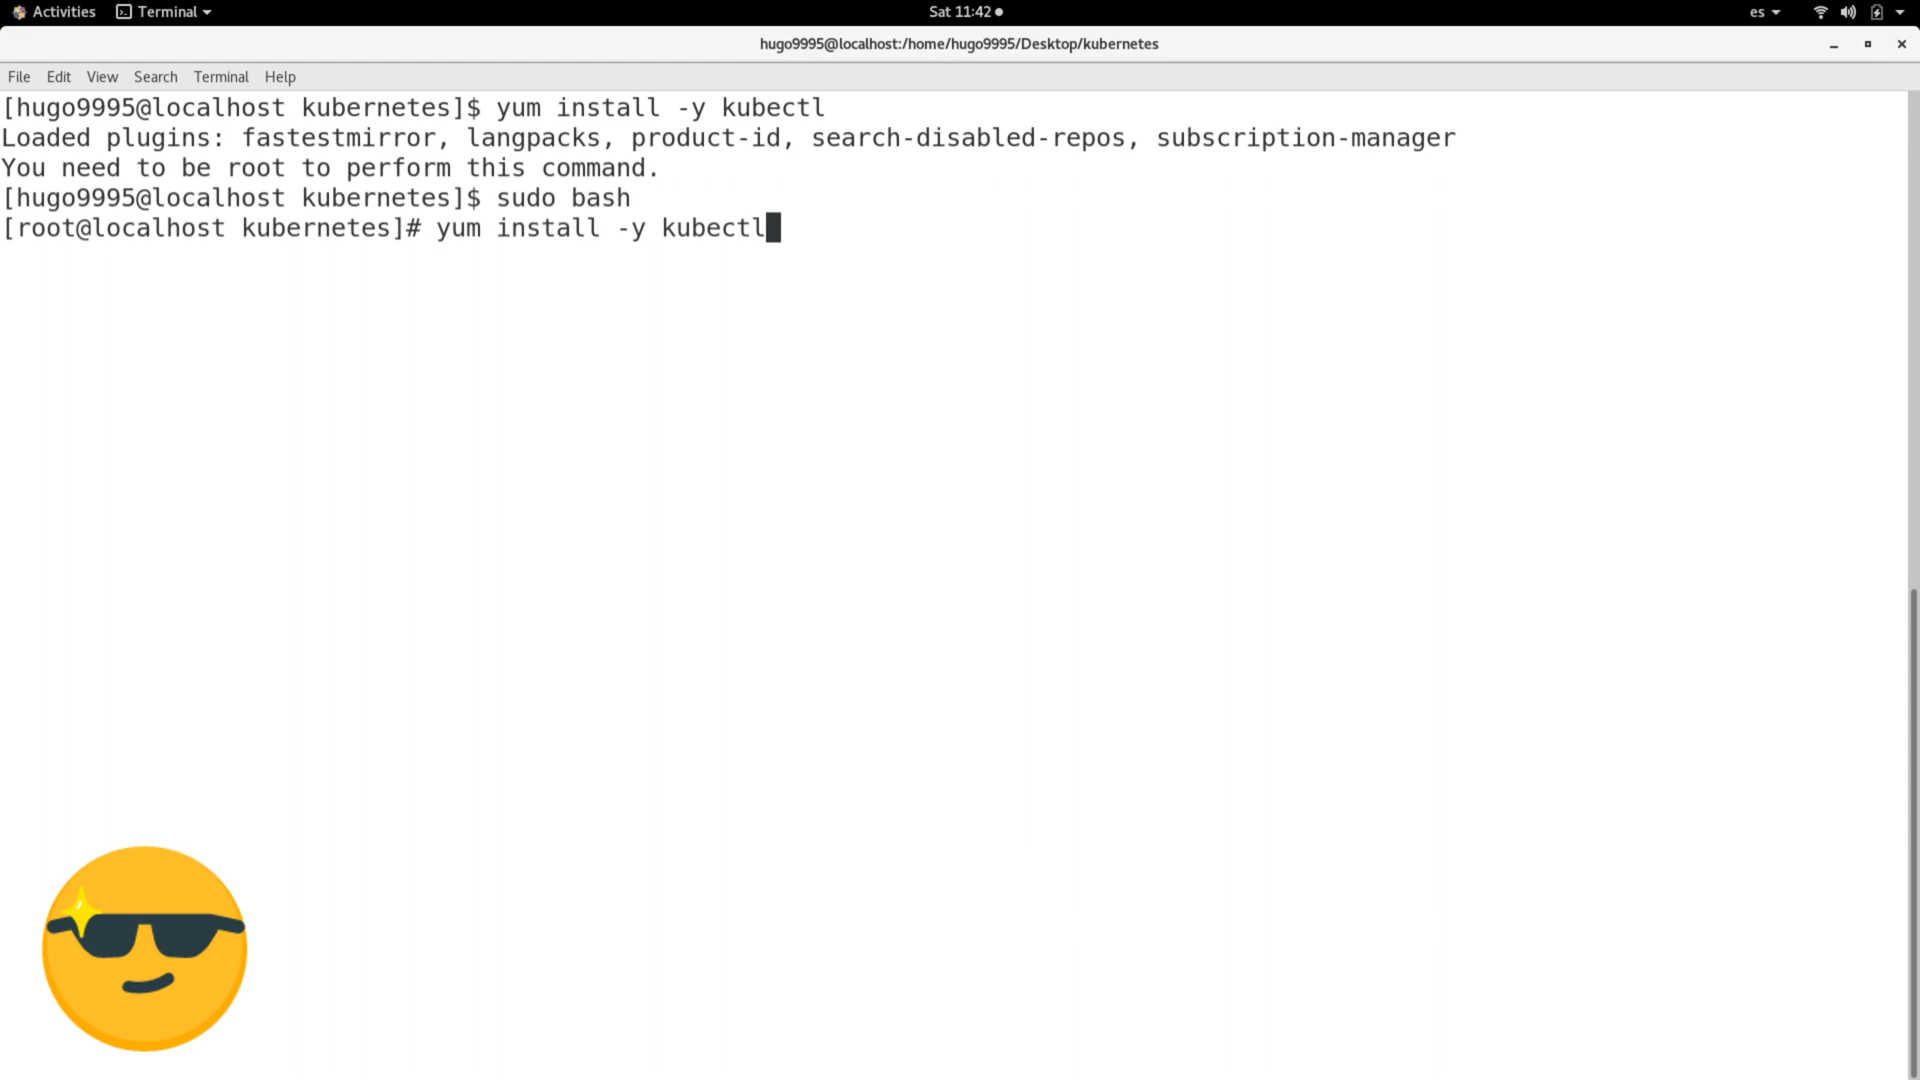 Activities Terminal Sat 11:42 es
hugo9995@localhost:/home/hugo9995/Desktop/kubernetes
File Edit View Search Terminal Help
[hugo9995@localhost kubernetes]$ yum install -y kubectl
Loaded plugins: fastestmirror, langpacks, product-id, search-disabled-repos, subscription-manager
You need to be root to perform this command.
[hugo9995@localhost kubernetes]$ sudo bash
[root@localhost kubernetes]# yum install -y kubectl